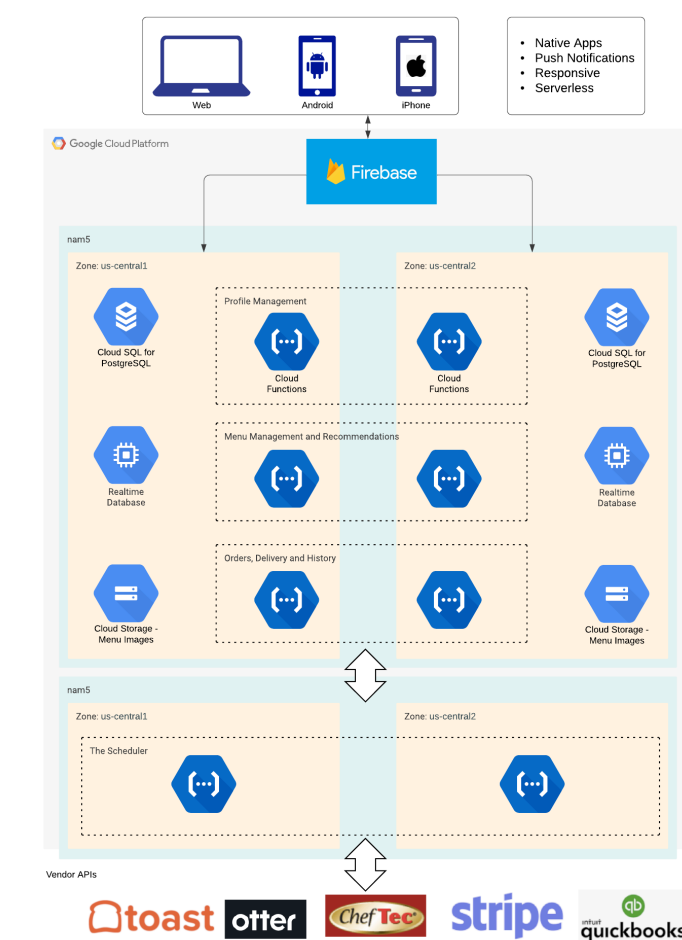 Web
Android
iPhone
• Native Apps
• Push Notifications
• Responsive
• Serverless
Google Cloud Platform
Firebase
nam5
Zone: us-central1
Zone: us-central2
Cloud SQL for
PostgreSQL
Profile Management
Cloud
Functions
Cloud
Functions
Cloud SQL for
PostgreSQL
Realtime
Database
Menu Management and Recommendations
Realtime
Database
Cloud Storage -
Menu Images
Orders, Delivery and History
Cloud Storage -
Menu Images
nam5
Zone: us-central1
Zone: us-central2
The Scheduler
Vendor APIs
toast
otter
ChefTec
stripe
qb
intuit
quickbooks